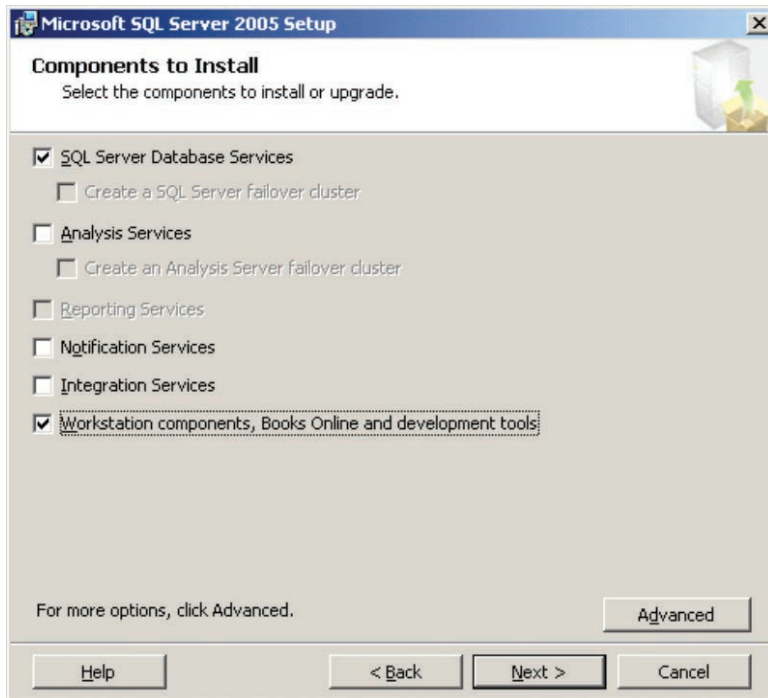 Microsoft SQL Server 2005 Setup
Components to Install
Select the components to install or upgrade.
SQL Server Database Services
Create a SQL Server failover cluster
Analysis Services
Create an Analysis Server failover cluster
Reporting Services
Notification Services
Integration Services
Workstation components, Books Online and development tools
For more options, click Advanced.
Advanced
Help
< Back
Next >
Cancel